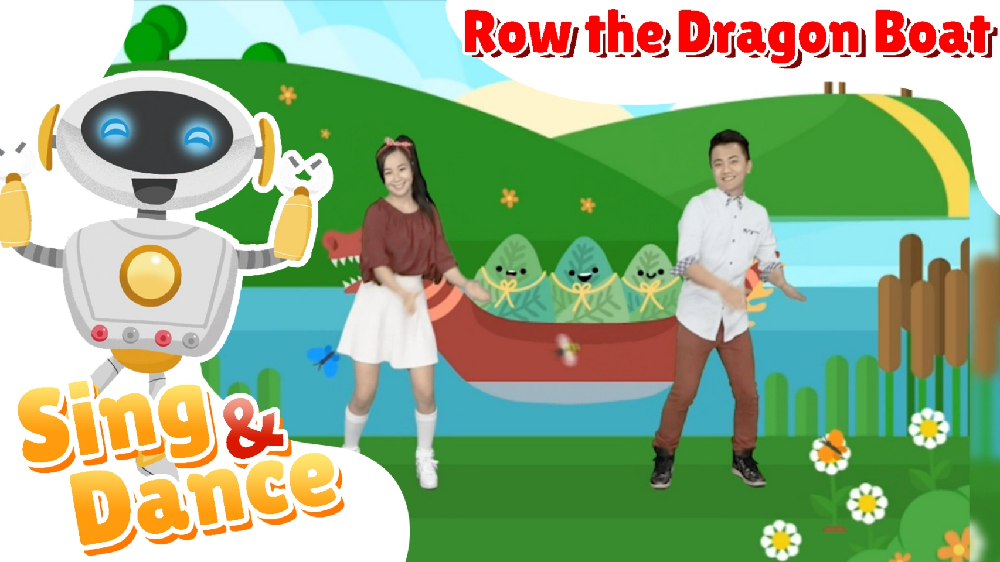 Row the Dragon Boat
Sing &
Dance